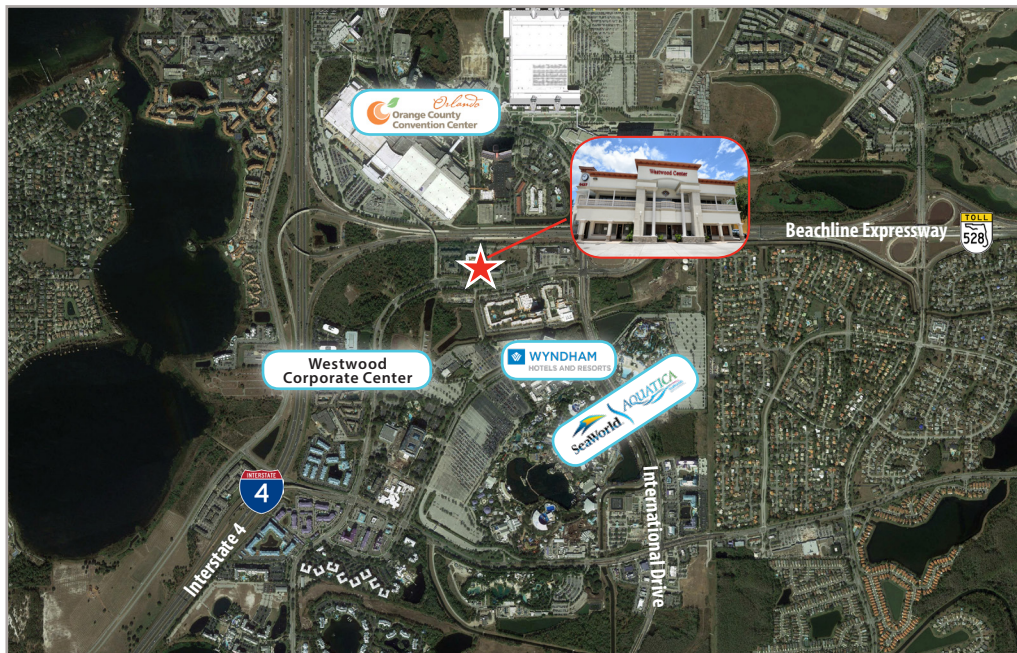 Orlando
Orange County
Convention Center
Westwood Center
Beachline Expressway
TOLL
528
WYNDHAM
HOTELS AND RESORTS
Westwood
Corporate Center
SeaWorld
AQUATICA
INTERSTATE
4
Interstate 4
International Drive